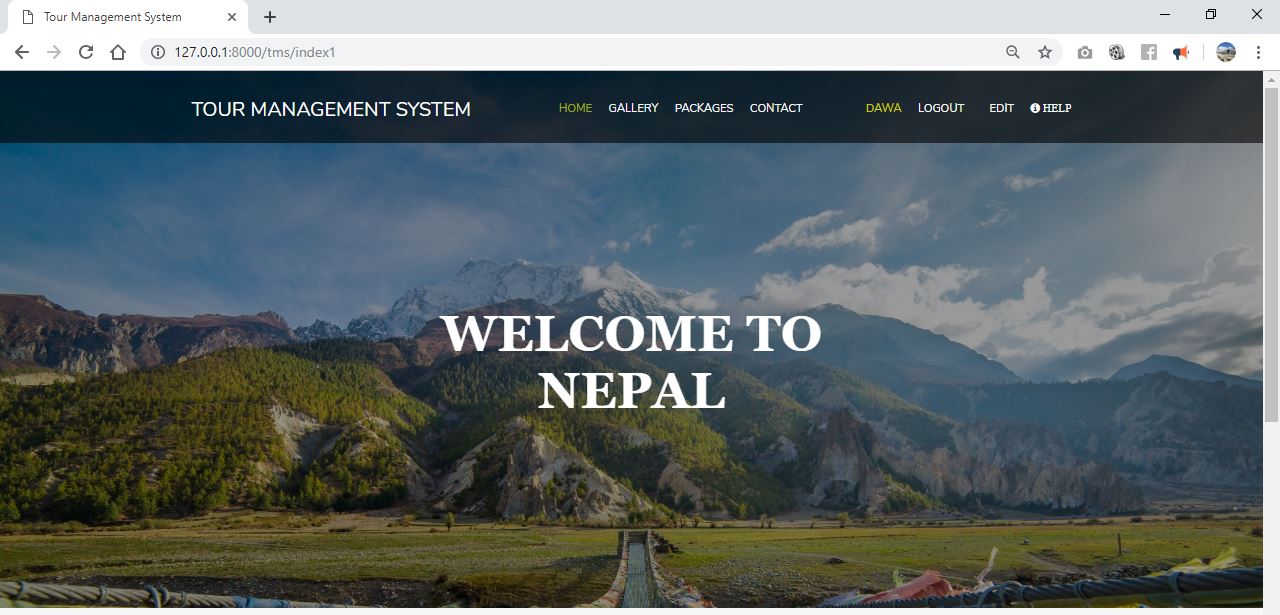 Tour Management System
127.0.0.1:8000/tms/index1
TOUR MANAGEMENT SYSTEM HOME GALLERY PACKAGES CONTACT DAWA LOGOUT EDIT HELP
WELCOME TO
NEPAL